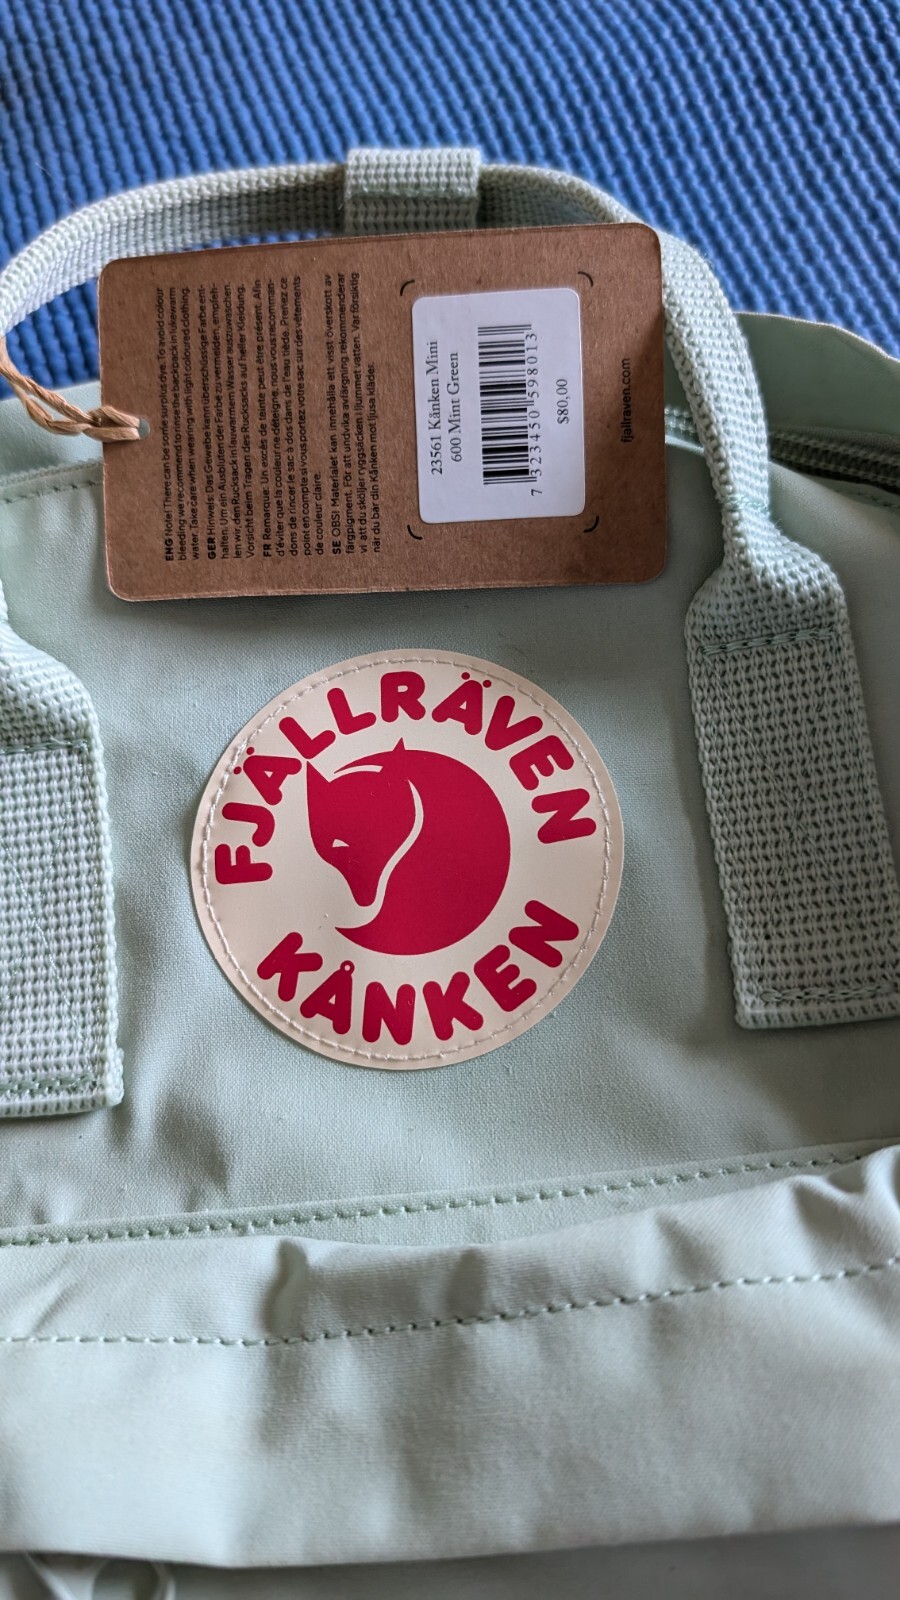 ENG Note! There can be some surplus dye. To avoid colour
bleeding we recommend to rinse the backpack in lukewarm
water. Take care when wearing with light coloured clothing.
GER Hinweis: Das Gewebe kann überschüssige Farbe ent-
halten. Um ein Ausbluten der Farbe zu vermeiden, empfeh-
len wir, den Rucksack in lauwarmem Wasser auszuwaschen.
Vorsicht beim Tragen des Rucksacks auf heller Kleidung.
FR Remarque: Un excès de teinte peut être présent. Afin
d'éviter que la couleur ne déteigne, nous vous recomman-
dons de rincer le sac à dos dans de l'eau tiède. Prenez ce
point en compte si vous portez votre sac sur des vêtements
de couleur claire.
SE OBS! Materialet kan innehålla ett visst överskott av
färgpigment. För att undvika avfärgning rekommenderar
vi att du sköljer ryggsäcken i ljummet vatten. Var försiktig
när du bär din Kånken mot ljusa kläder.
23561 Kånken Mini
600 Mint Green
7 323450 598013
$80,00
fjallraven.com
FJÄLLRÄVEN
KÅNKEN